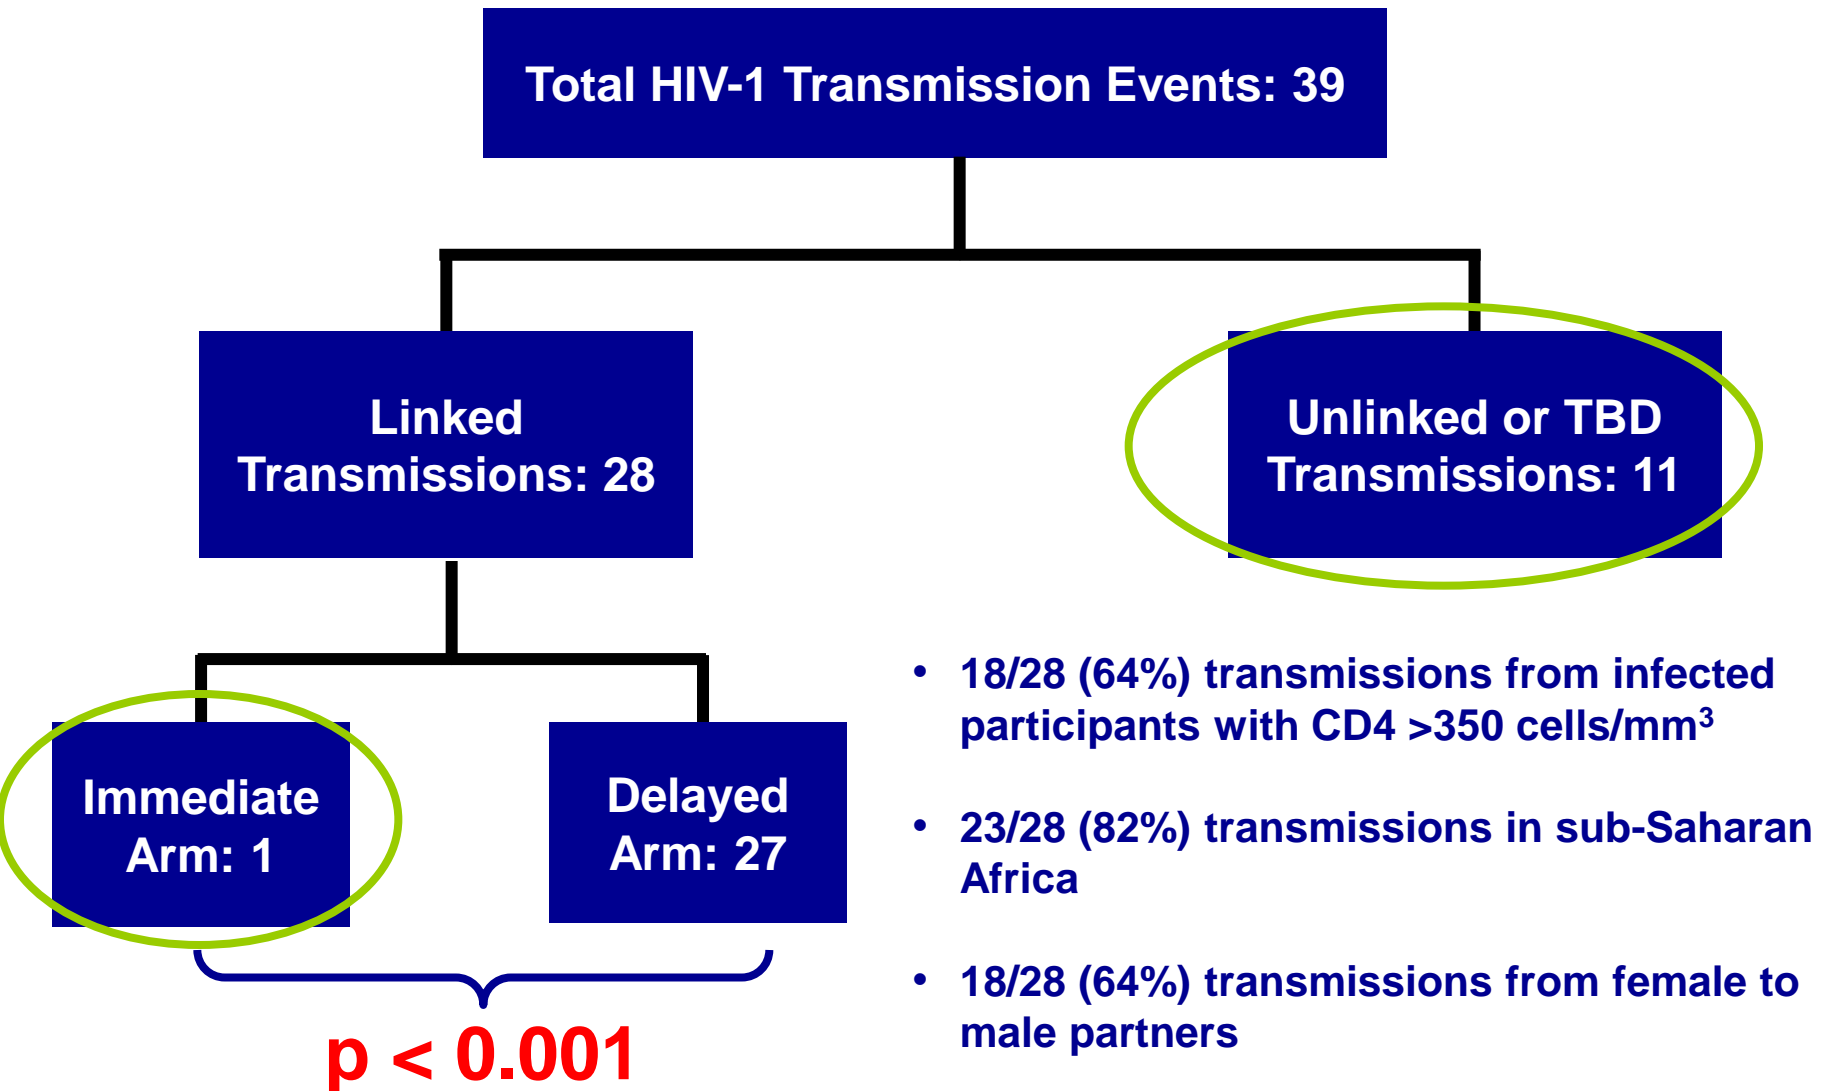 Total HIV-1 Transmission Events: 39
Linked
Transmissions: 28
Unlinked or TBD
Transmissions: 11
Immediate
Arm: 1
Delayed
Arm: 27
p < 0.001
• 18/28 (64%) transmissions from infected
participants with CD4 >350 cells/mm³
• 23/28 (82%) transmissions in sub-Saharan
Africa
• 18/28 (64%) transmissions from female to
male partners